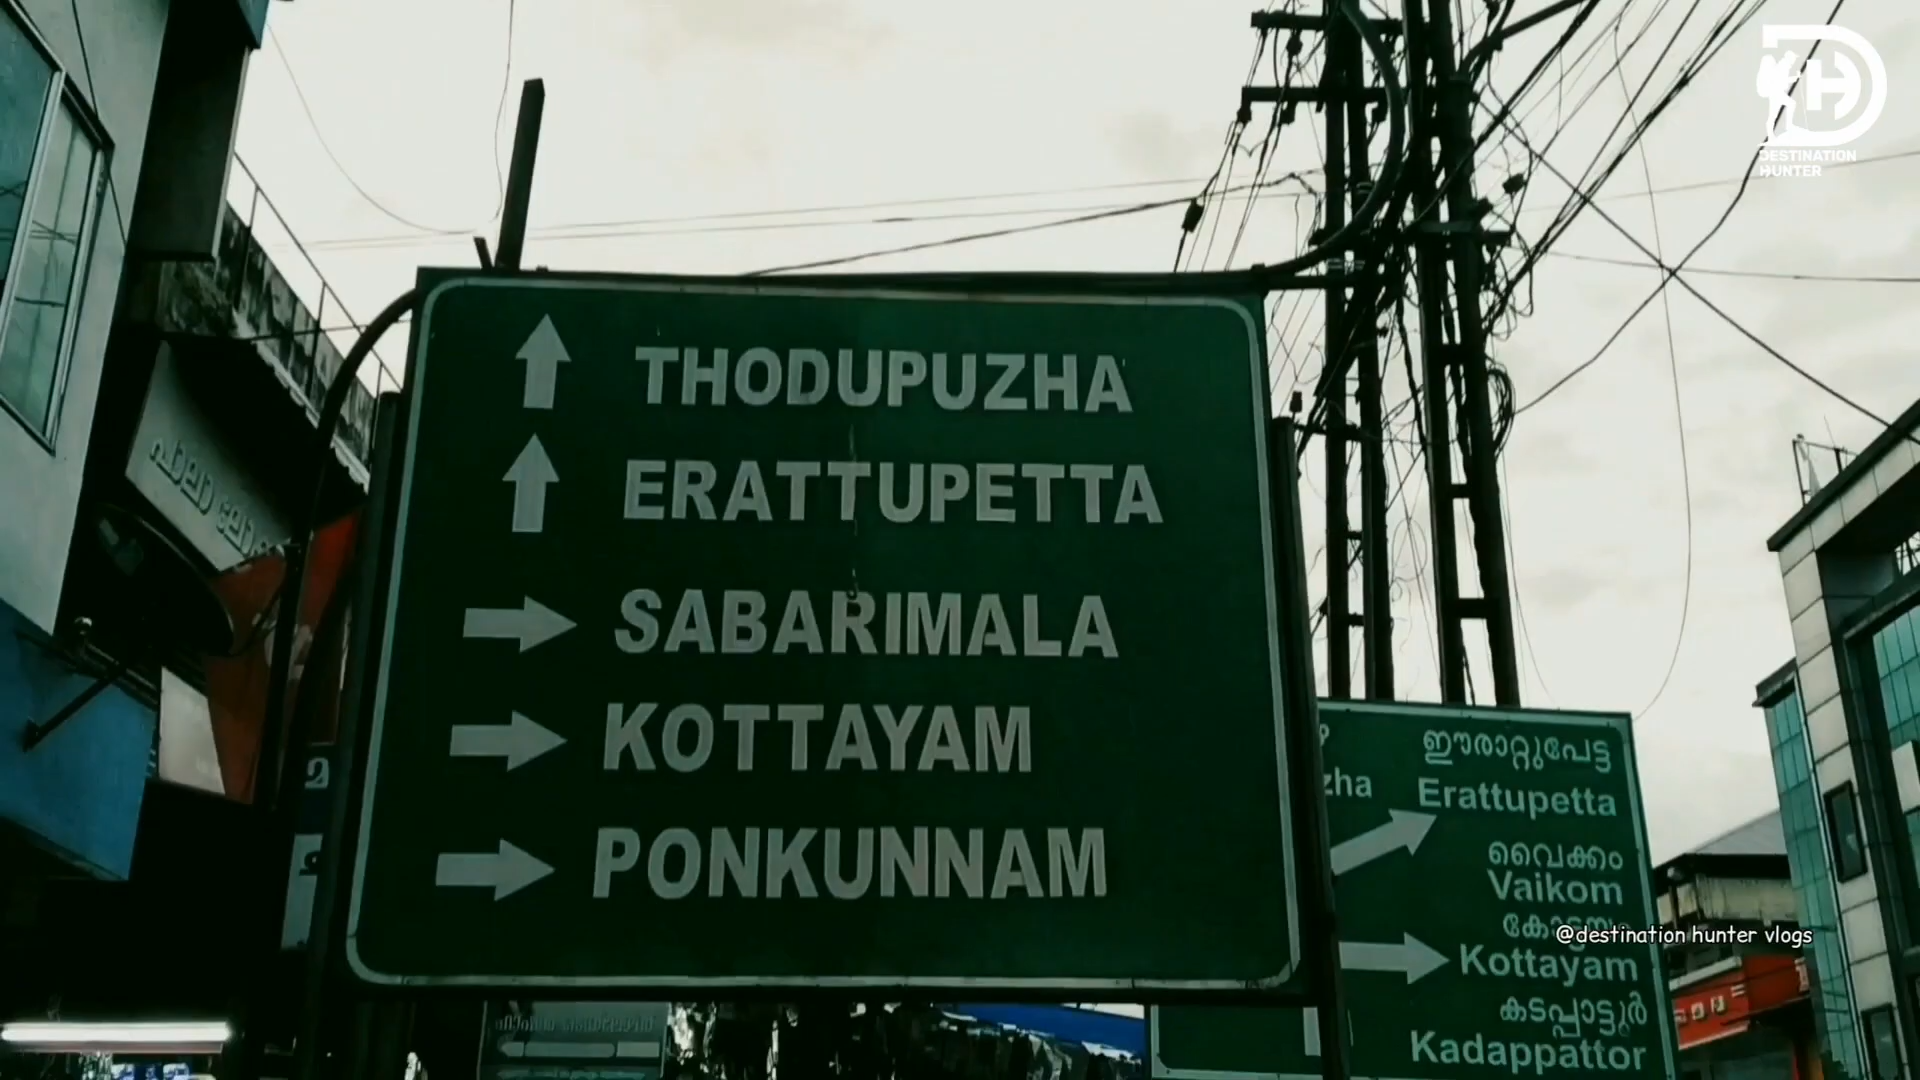 DESTINATION
HUNTER
THODUPUZHA
ERATTUPETTA
SABARIMALA
KOTTAYAM
PONKUNNAM
zha
ഈരാറ്റുപേട്ട
Erattupetta
വൈക്കം
Vaikom
@destination hunter vlogs
Kottayam
കടപ്പാട്ടൂർ
Kadappattor
പാലാ